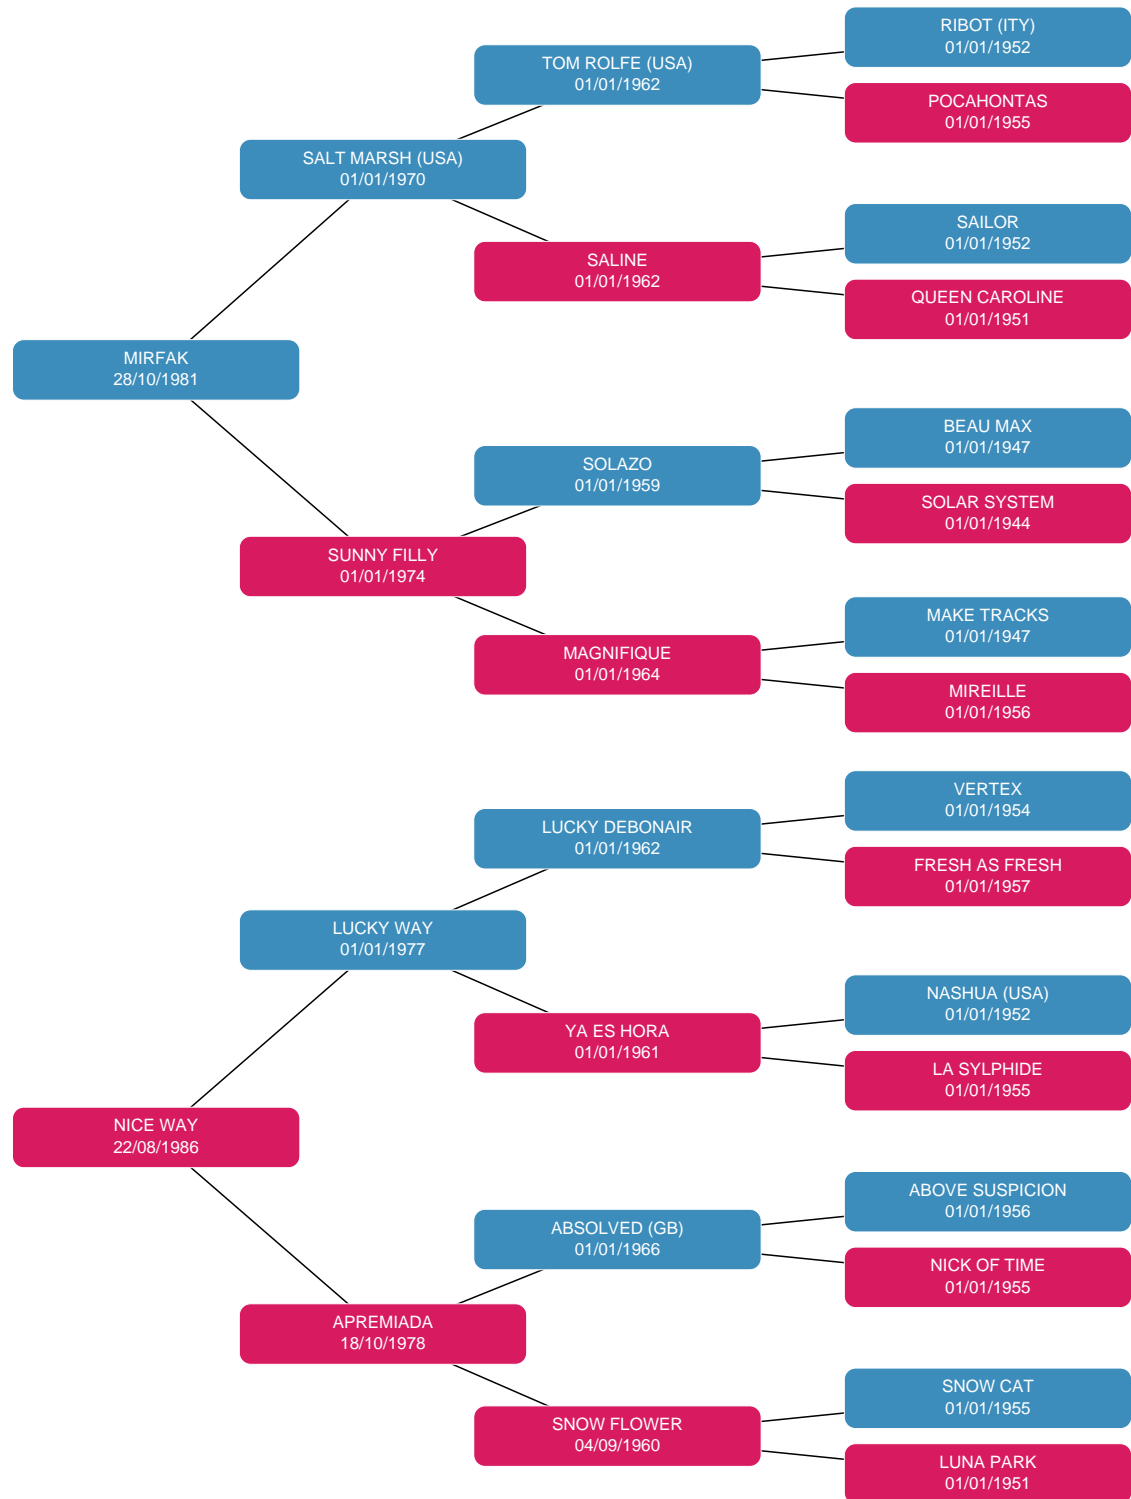 RIBOT (ITY)
01/01/1952
TOM ROLFE (USA)
01/01/1962
POCAHONTAS
01/01/1955
SALT MARSH (USA)
01/01/1970
SAILOR
01/01/1952
SALINE
01/01/1962
QUEEN CAROLINE
01/01/1951
MIRFAK
28/10/1981
BEAU MAX
01/01/1947
SOLAZO
01/01/1959
SOLAR SYSTEM
01/01/1944
SUNNY FILLY
01/01/1974
MAKE TRACKS
01/01/1947
MAGNIFIQUE
01/01/1964
MIREILLE
01/01/1956
VERTEX
01/01/1954
LUCKY DEBONAIR
01/01/1962
FRESH AS FRESH
01/01/1957
LUCKY WAY
01/01/1977
NASHUA (USA)
01/01/1952
YA ES HORA
01/01/1961
LA SYLPHIDE
01/01/1955
NICE WAY
22/08/1986
ABOVE SUSPICION
01/01/1956
ABSOLVED (GB)
01/01/1966
NICK OF TIME
01/01/1955
APREMIADA
18/10/1978
SNOW CAT
01/01/1955
SNOW FLOWER
04/09/1960
LUNA PARK
01/01/1951